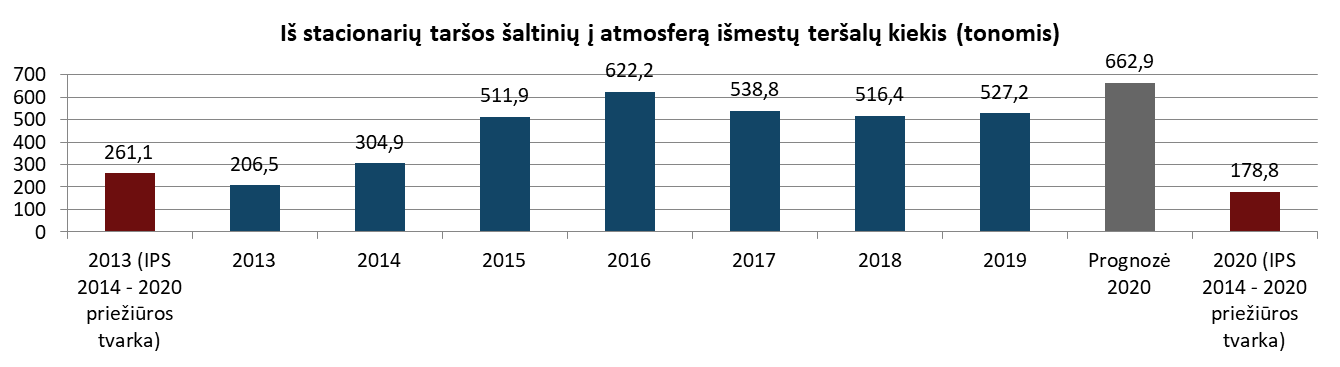 Iš stacionarių taršos šaltinių į atmosferą išmestų teršalų kiekis (tonomis)
700
600
500
400
300
200
100
0
261,1
206,5
304,9
511,9
622,2
538,8
516,4
527,2
662,9
178,8
2013 (IPS
2014 - 2020
priežiūros
tvarka)
2013
2014
2015
2016
2017
2018
2019
Prognozė
2020
2020 (IPS
2014 - 2020
priežiūros
tvarka)